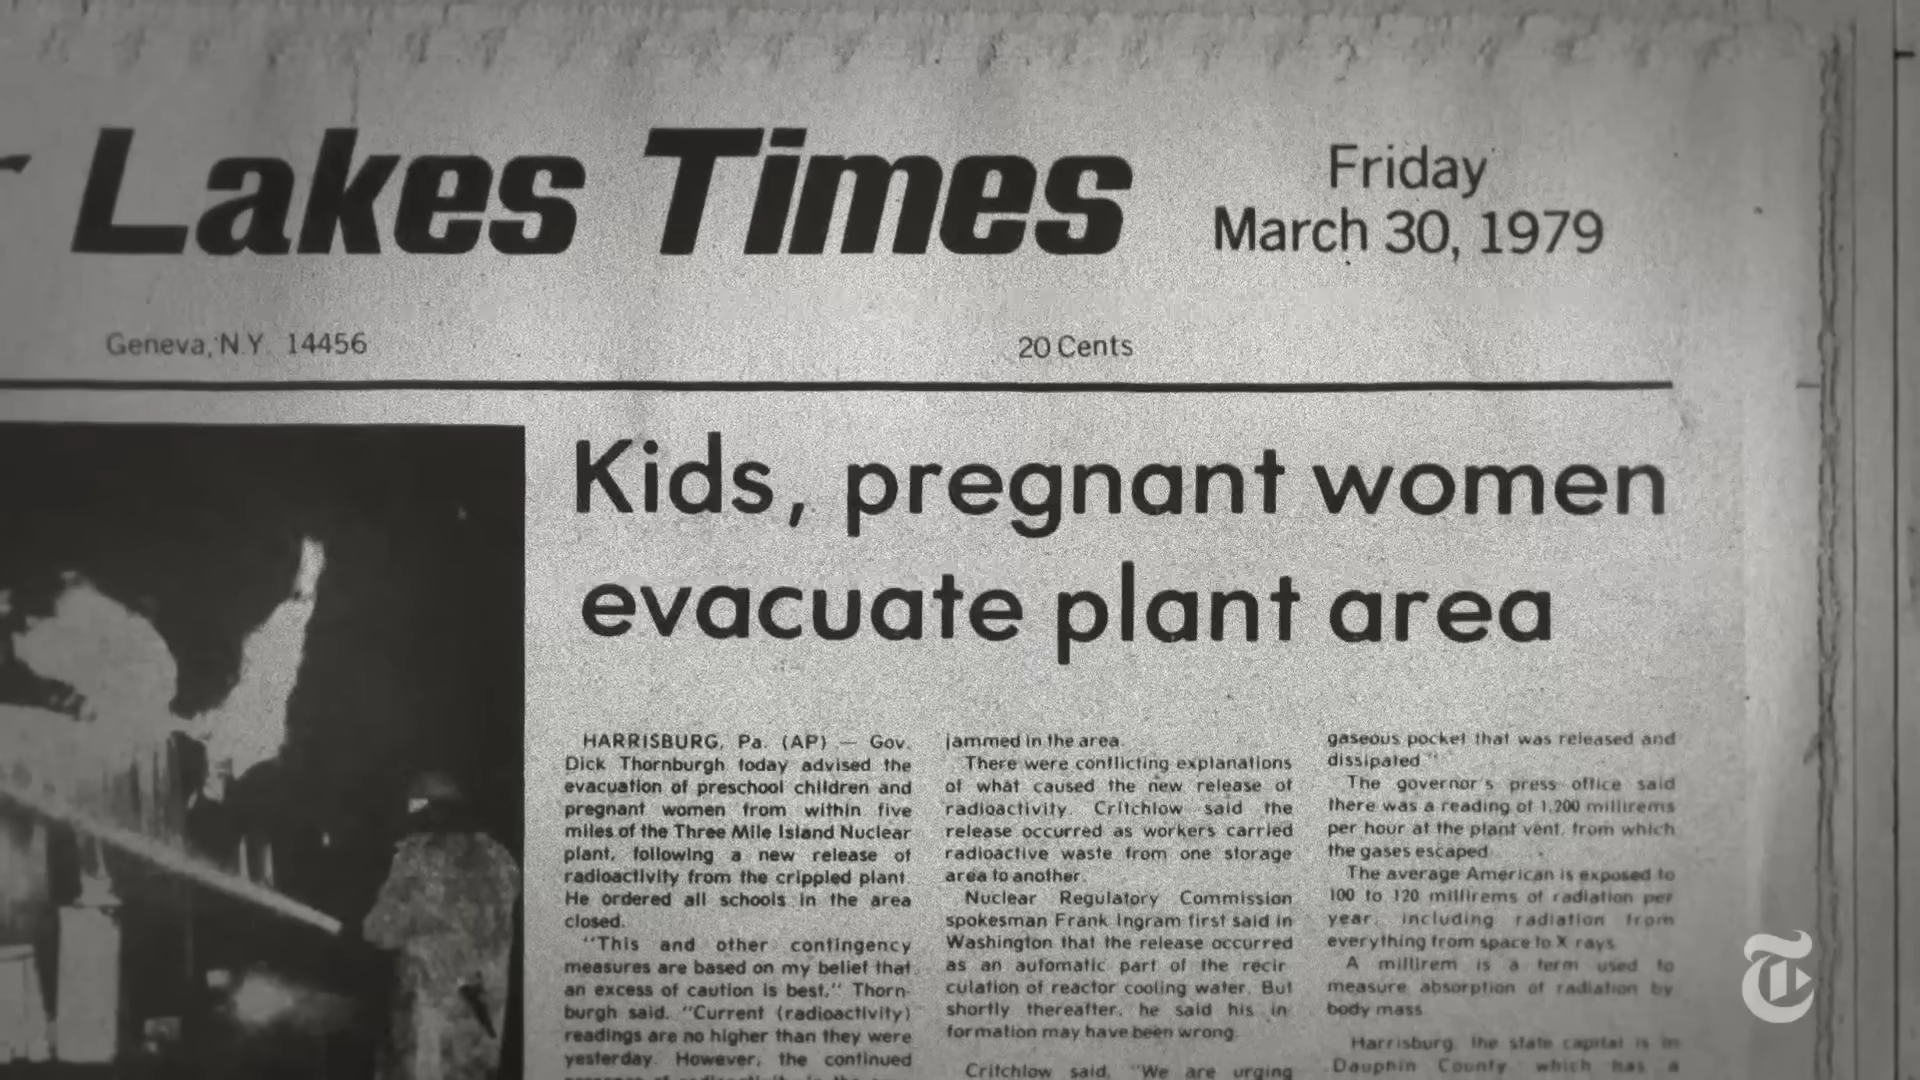 Lakes Times
Friday
March 30, 1979
Geneva, N.Y. 14456
20 Cents
Kids, pregnant women
evacuate plant area
HARRISBURG, Pa. (AP) — Gov.
Dick Thornburgh today advised the
evacuation of preschool children and
pregnant women from within five
miles of the Three Mile Island Nuclear
plant, following a new release of
radioactivity from the crippled plant.
He ordered all schools in the area
closed.
"This and other contingency
measures are based on my belief that
an excess of caution is best," Thorn-
burgh said. "Current (radioactivity)
readings are no higher than they were
yesterday. However, the continued
jammed in the area.
There were conflicting explanations
of what caused the new release of
radioactivity. Critchlow said the
release occurred as workers carried
radioactive waste from one storage
area to another.
Nuclear Regulatory Commission
spokesman Frank Ingram first said in
Washington that the release occurred
as an automatic part of the recir
culation of reactor cooling water. But
shortly thereafter, he said his in
formation may have been wrong.
Critchlow said, "We are urging
gaseous pocket that was released and
dissipated"
The governor's press office said
there was a reading of 1,200 millirems
per hour at the plant vent, from which
the gases escaped
The average American is exposed to
100 to 120 millirems of radiation per
year, including radiation from
everything from space to X rays
A millirem is a term used to
measure absorption of radiation by
body mass
Harrisburg, the state capital is in
Dauphin County which has a
T